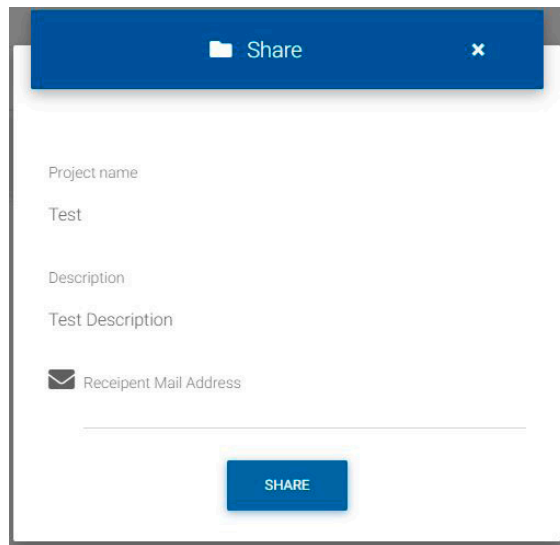 Share
Project name
Test
Description
Test Description
Receipent Mail Address
SHARE